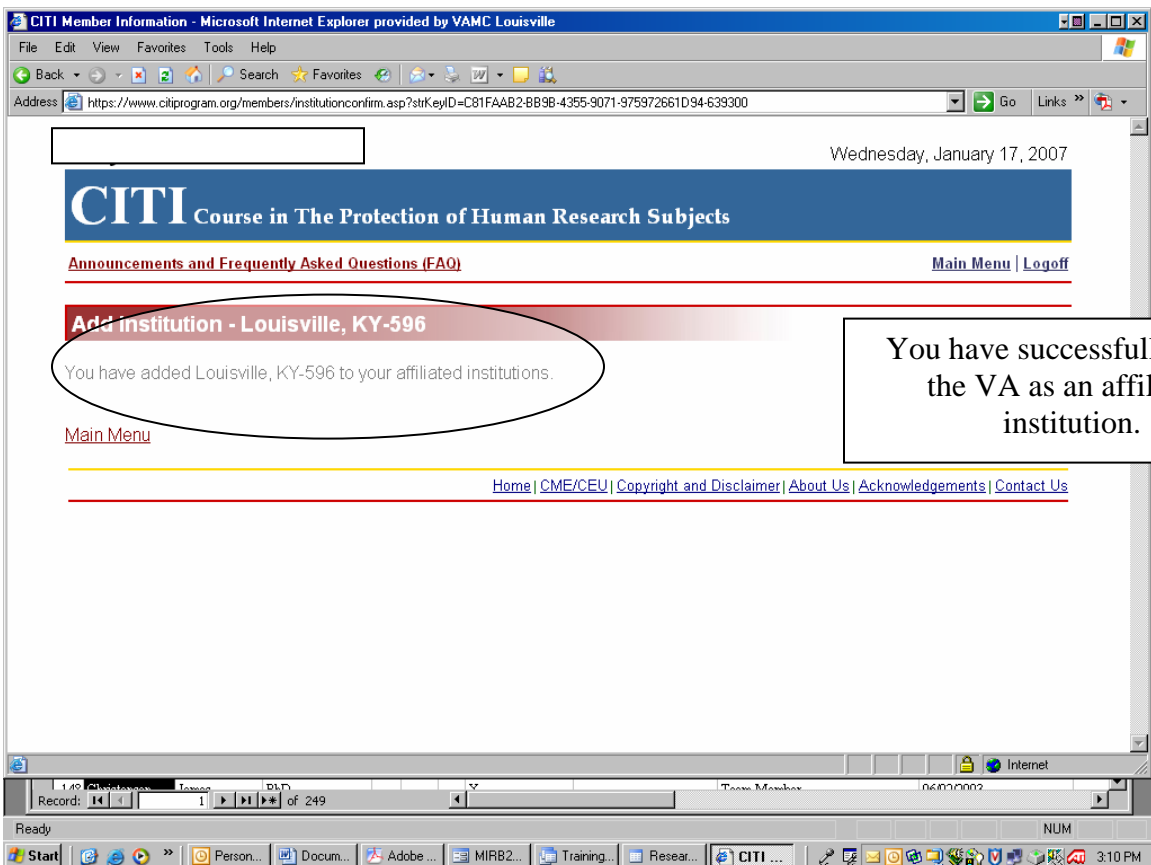 CITI Member Information - Microsoft Internet Explorer provided by VAMC Louisville
File Edit View Favorites Tools Help
Back Search Favorites
Address https://www.citiprogram.org/members/institutionconfirm.asp?strKeyID=C81FAAB2-BB9B-4355-9071-975972661D94-639300 Go Links »
Wednesday, January 17, 2007
CITI Course in The Protection of Human Research Subjects
Announcements and Frequently Asked Questions (FAQ) Main Menu | Logoff
Add institution - Louisville, KY-596
You have added Louisville, KY-596 to your affiliated institutions.
You have successful
the VA as an affil
institution.
Main Menu
Home | CME/CEU | Copyright and Disclaimer | About Us | Acknowledgements | Contact Us
Internet
Record: 1 of 249
Ready NUM
Start » Person... Docum... Adobe ... MIRB2... Training... Resear... CITI ... 3:10 PM